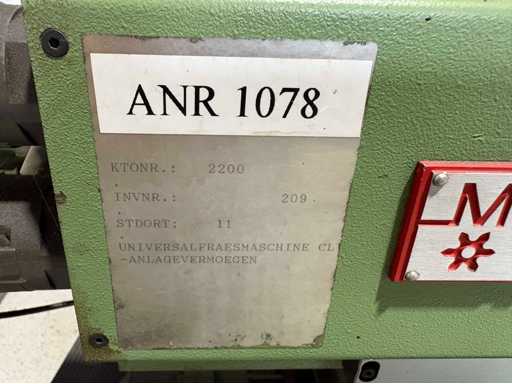 ANR 1078
KTONR.: 2200
INVNR.: 209
STDORT: 11
UNIVERSALFRAESMASCHINE CL
-ANLAGEVERMOEGEN
M